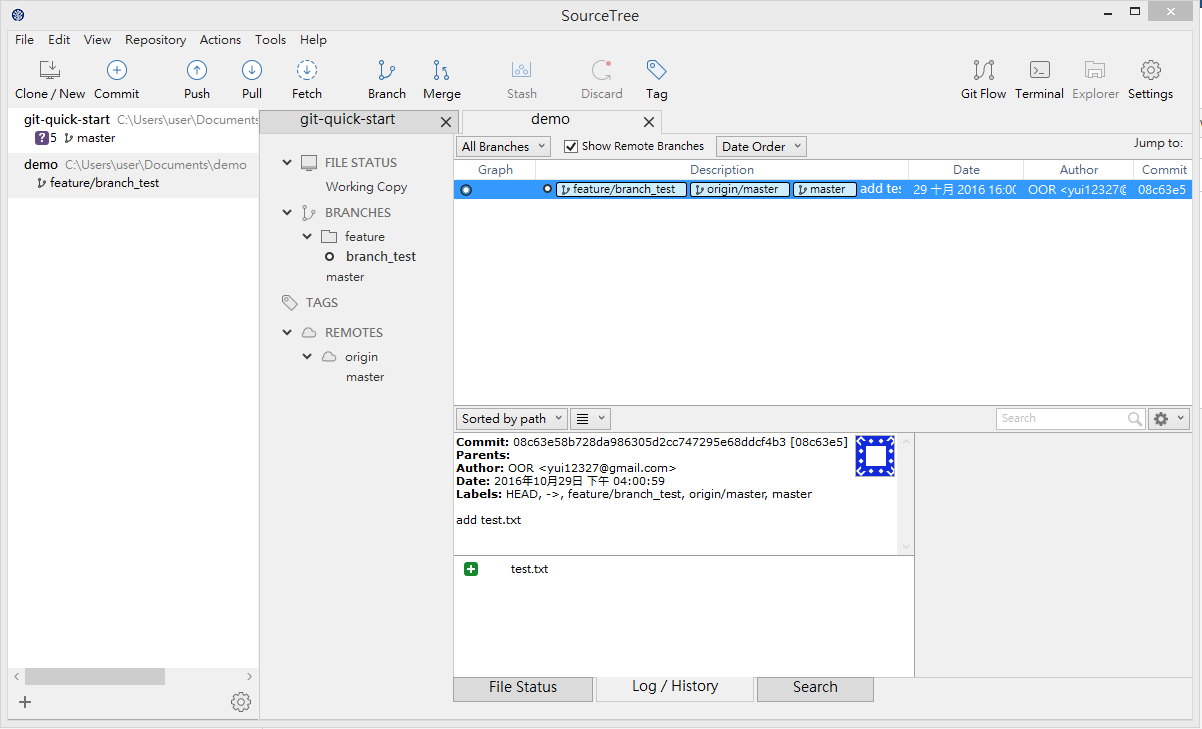 SourceTree
File Edit View Repository Actions Tools Help
Clone / New Commit Push Pull Fetch Branch Merge Stash Discard Tag Git Flow Terminal Explorer Settings
git-quick-start C:\Users\user\Documents
? 5 master
demo C:\Users\user\Documents\demo
feature/branch_test
git-quick-start demo
FILE STATUS
Working Copy
BRANCHES
feature
branch_test
master
TAGS
REMOTES
origin
master
All Branches Show Remote Branches Date Order Jump to:
Graph Description Date Author Commit
feature/branch_test origin/master master add tes 29 十月 2016 16:00 OOR <yui12327@ 08c63e5
Sorted by path Search
Commit: 08c63e58b728da986305d2cc747295e68ddcf4b3 [08c63e5]
Parents:
Author: OOR <yui12327@gmail.com>
Date: 2016年10月29日 下午 04:00:59
Labels: HEAD, ->, feature/branch_test, origin/master, master
add test.txt
test.txt
File Status Log / History Search